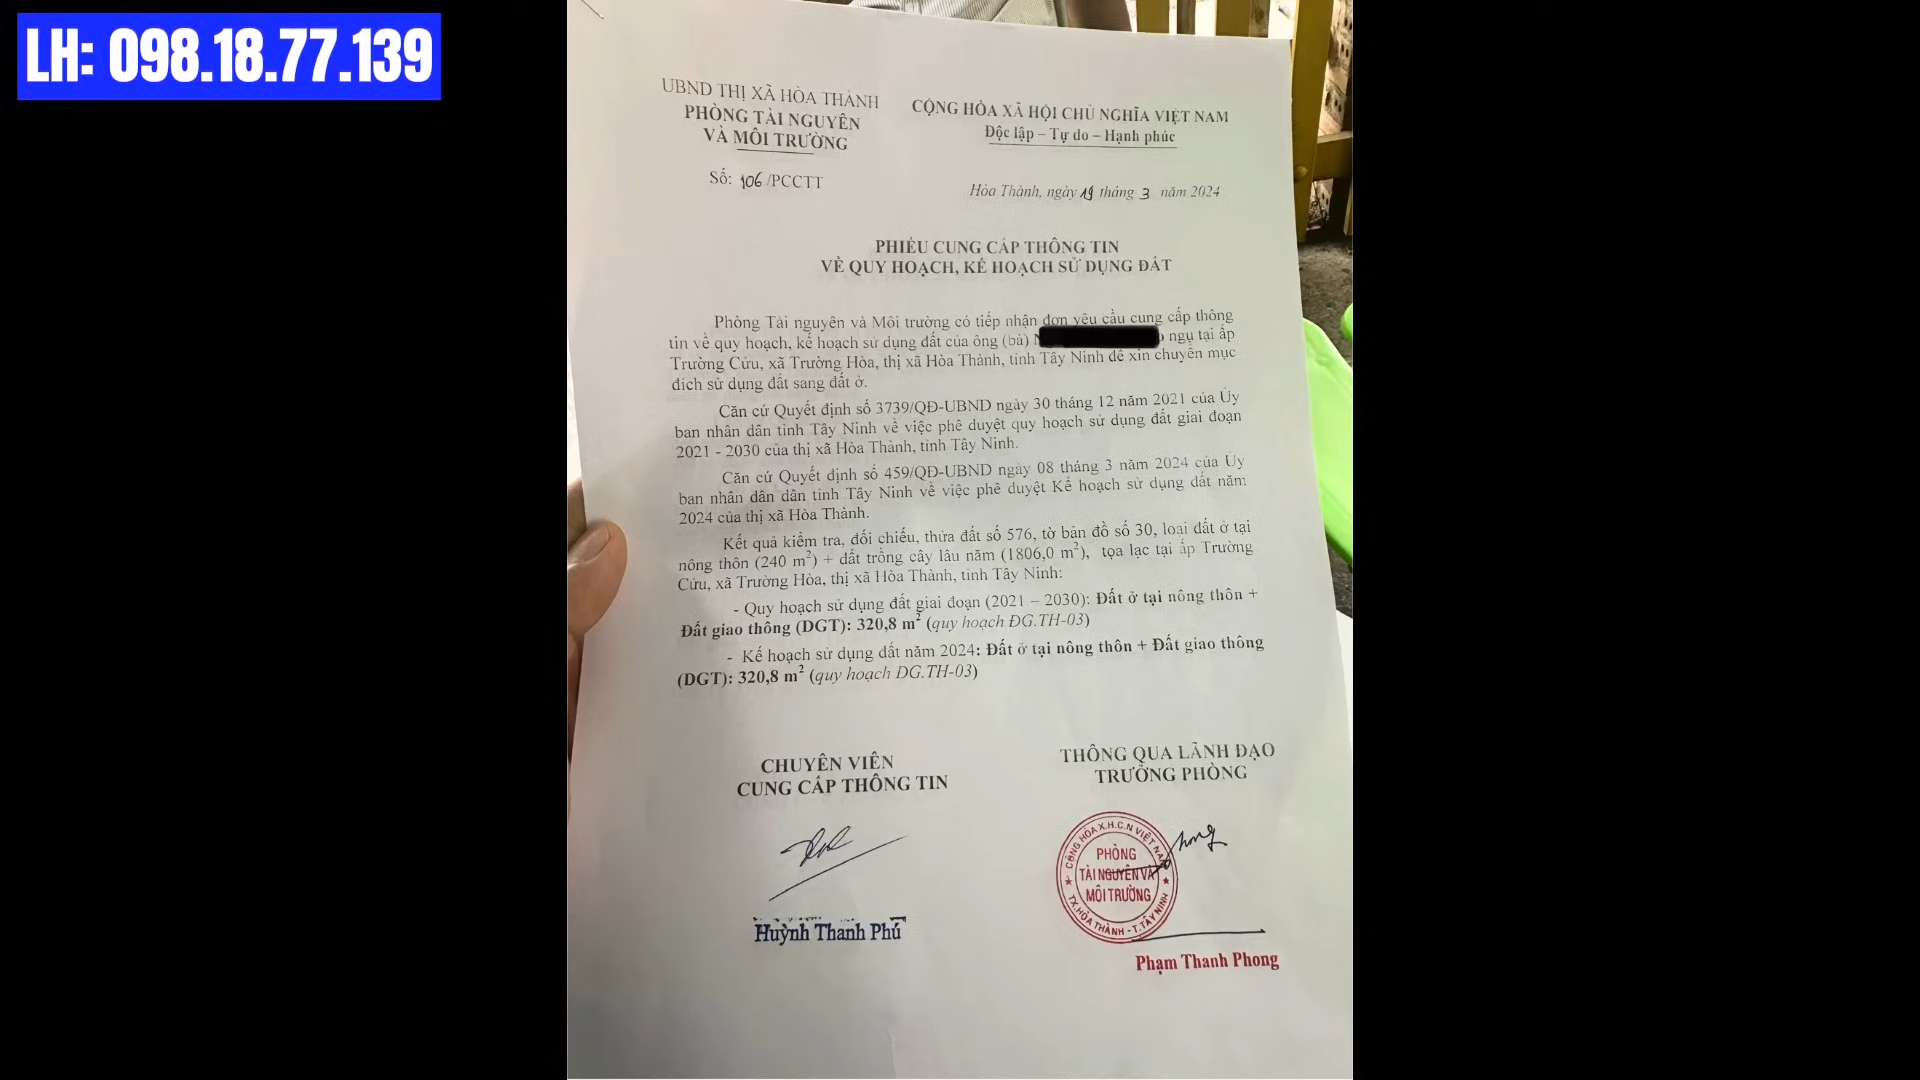 LH: 098.18.77.139
UBND THỊ XÃ HÒA THÀNH
PHÒNG TÀI NGUYÊN
VÀ MÔI TRƯỜNG
Số: 106/PCCTT
CỘNG HÒA XÃ HỘI CHỦ NGHĨA VIỆT NAM
Độc lập – Tự do – Hạnh phúc
Hòa Thành, ngày 19 tháng 3 năm 2024
PHIẾU CUNG CẤP THÔNG TIN
VỀ QUY HOẠCH, KẾ HOẠCH SỬ DỤNG ĐẤT
Phòng Tài nguyên và Môi trường có tiếp nhận đơn yêu cầu cung cấp thông
tin về quy hoạch, kế hoạch sử dụng đất của ông (bà) ngụ tại ấp
Trường Cửu, xã Trường Hòa, thị xã Hòa Thành, tỉnh Tây Ninh để xin chuyển mục
đích sử dụng đất sang đất ở.
Căn cứ Quyết định số 3739/QĐ-UBND ngày 30 tháng 12 năm 2021 của Ủy
ban nhân dân tỉnh Tây Ninh về việc phê duyệt quy hoạch sử dụng đất giai đoạn
2021 - 2030 của thị xã Hòa Thành, tỉnh Tây Ninh.
Căn cứ Quyết định số 459/QĐ-UBND ngày 08 tháng 3 năm 2024 của Ủy
ban nhân dân dân tỉnh Tây Ninh về việc phê duyệt Kế hoạch sử dụng đất năm
2024 của thị xã Hòa Thành.
Kết quả kiểm tra, đối chiếu, thửa đất số 576, tờ bản đồ số 30, loại đất ở tại
nông thôn (240 m²) + đất trồng cây lâu năm (1806,0 m²), tọa lạc tại ấp Trường
Cửu, xã Trường Hòa, thị xã Hòa Thành, tỉnh Tây Ninh:
- Quy hoạch sử dụng đất giai đoạn (2021 – 2030): Đất ở tại nông thôn +
Đất giao thông (DGT): 320,8 m² (quy hoạch ĐG.TH-03)
- Kế hoạch sử dụng đất năm 2024: Đất ở tại nông thôn + Đất giao thông
(DGT): 320,8 m² (quy hoạch ĐG.TH-03)
CHUYÊN VIÊN
CUNG CẤP THÔNG TIN
THÔNG QUA LÃNH ĐẠO
TRƯỞNG PHÒNG
CỘNG HÒA X.H.C.N VIỆT NAM
PHÒNG
TÀI NGUYÊN VÀ
MÔI TRƯỜNG
TX.HÒA THÀNH - T.TÂY NINH
Huỳnh Thanh Phú
Phạm Thanh Phong